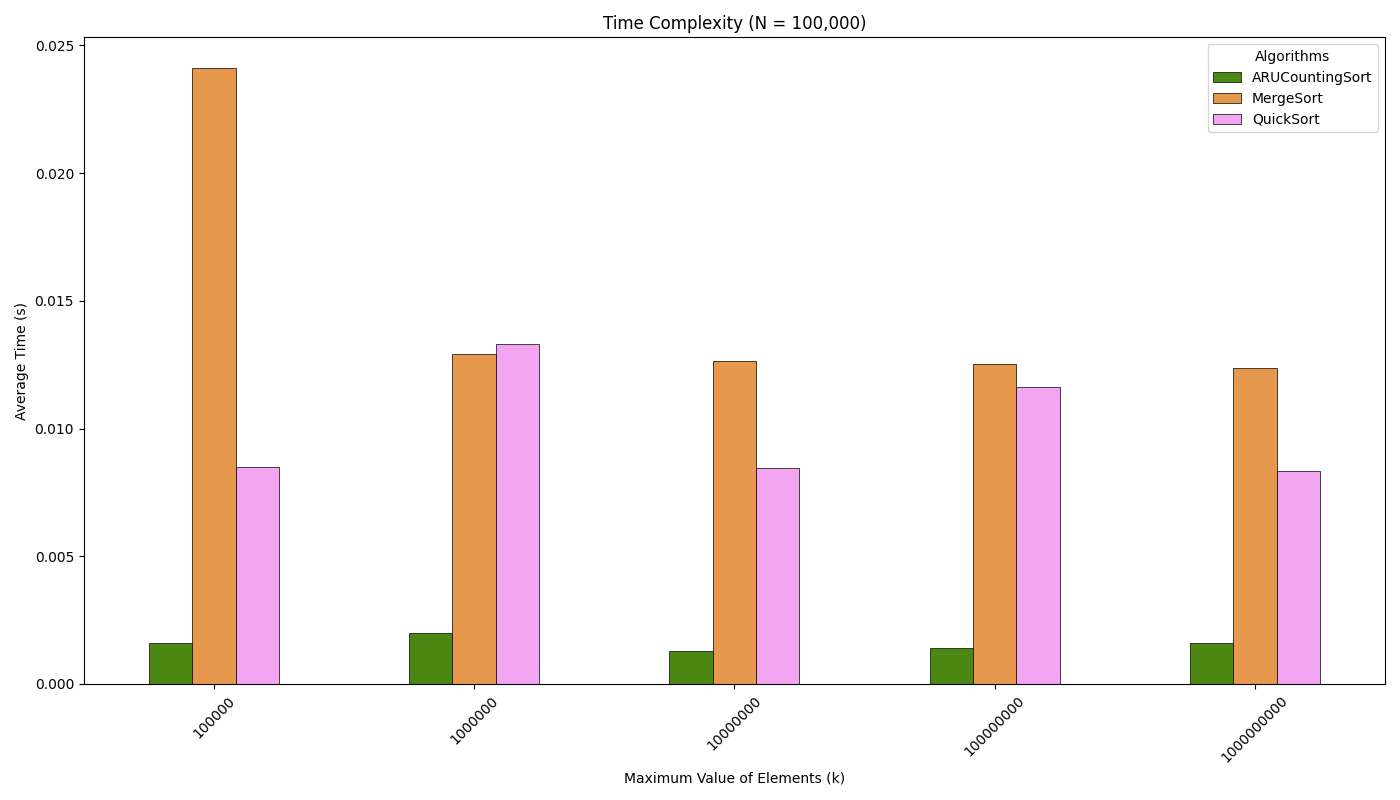 Time Complexity (N = 100,000)
Algorithms
ARUCountingSort
MergeSort
QuickSort
Average Time (s)
0.025
0.020
0.015
0.010
0.005
0.000
100000
1000000
10000000
100000000
1000000000
Maximum Value of Elements (k)